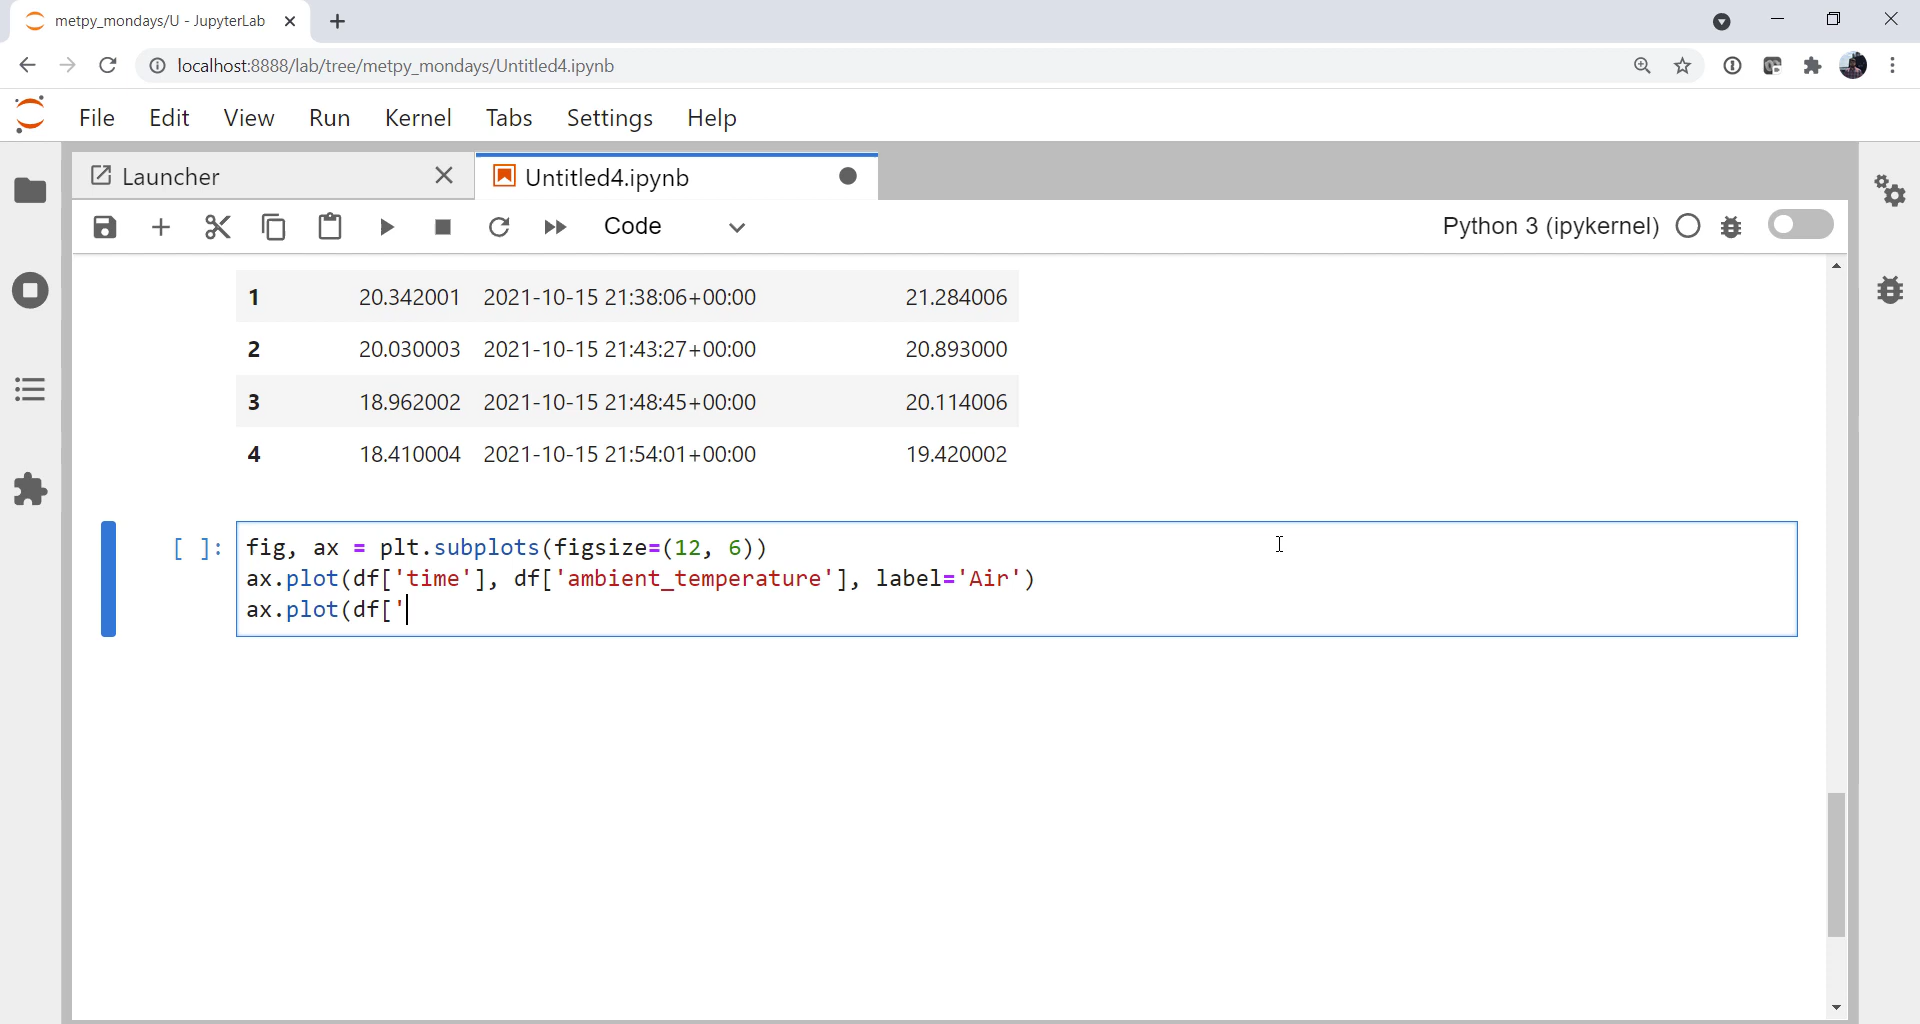 metpy_mondays/U - JupyterLab
localhost:8888/lab/tree/metpy_mondays/Untitled4.ipynb
File Edit View Run Kernel Tabs Settings Help
Launcher
Untitled4.ipynb
Code
Python 3 (ipykernel)
1 20.342001 2021-10-15 21:38:06+00:00 21.284006
2 20.030003 2021-10-15 21:43:27+00:00 20.893000
3 18.962002 2021-10-15 21:48:45+00:00 20.114006
4 18.410004 2021-10-15 21:54:01+00:00 19.420002
[ ]: fig, ax = plt.subplots(figsize=(12, 6))
ax.plot(df['time'], df['ambient_temperature'], label='Air')
ax.plot(df['